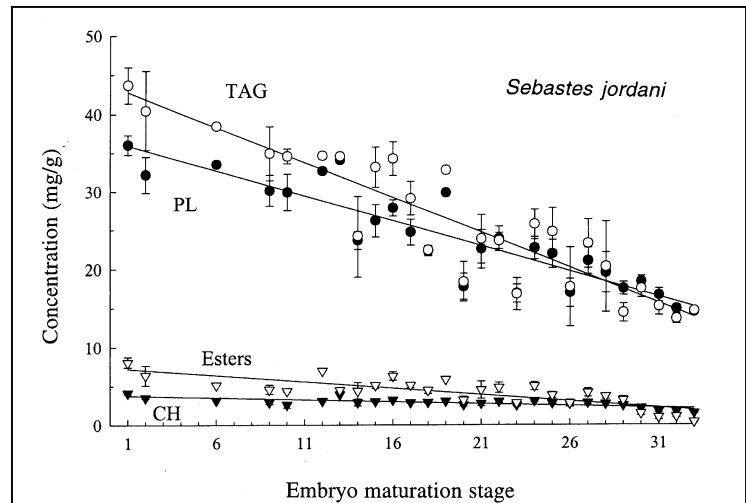 50
40
30
20
10
0
Concentration (mg/g)
TAG
Sebastes jordani
PL
Esters
CH
1 6 11 16 21 26 31
Embryo maturation stage